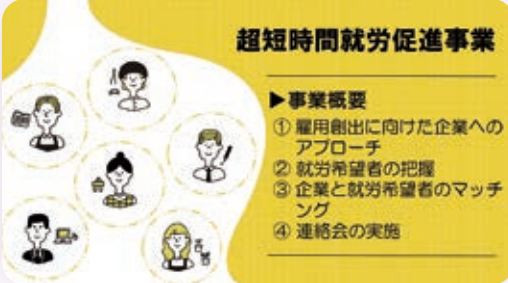 超短時間就労促進事業
▶事業概要
① 雇用創出に向けた企業への
アプローチ
② 就労希望者の把握
③ 企業と就労希望者のマッチ
ング
④ 連絡会の実施